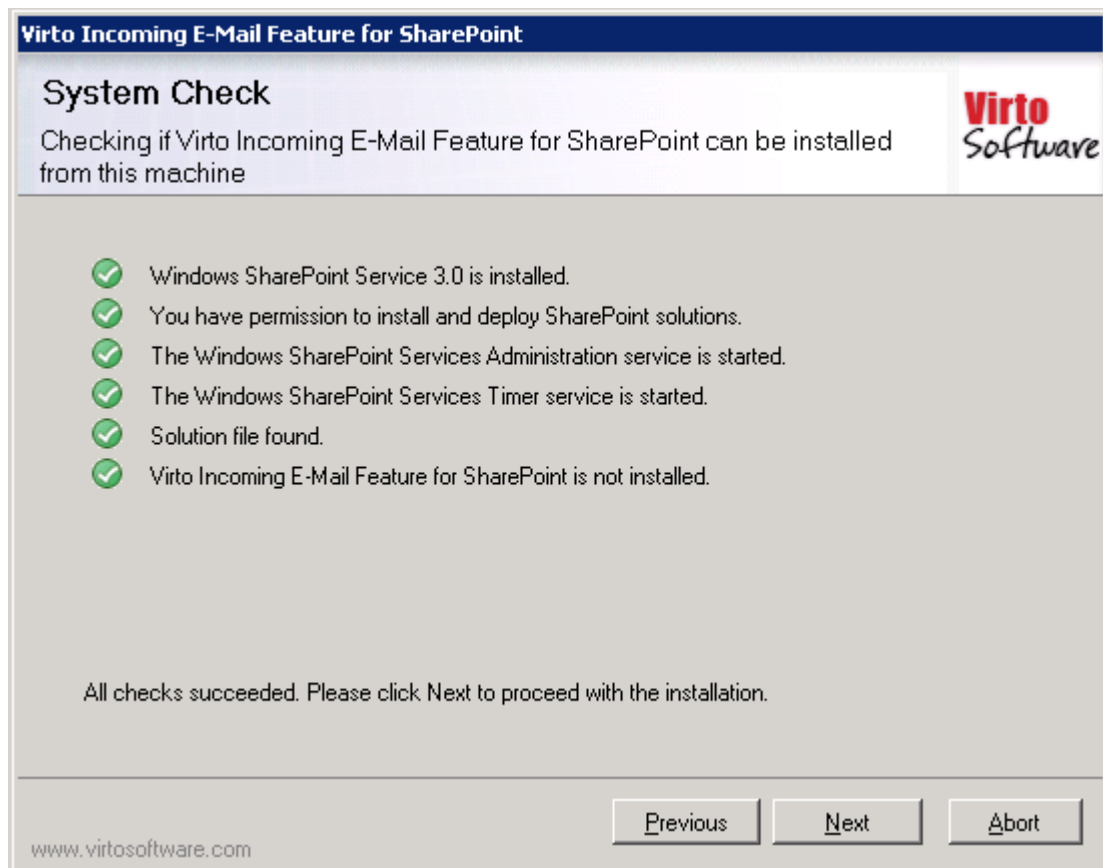 Virto Incoming E-Mail Feature for SharePoint
System Check
Checking if Virto Incoming E-Mail Feature for SharePoint can be installed
from this machine
Virto
Software
Windows SharePoint Service 3.0 is installed.
You have permission to install and deploy SharePoint solutions.
The Windows SharePoint Services Administration service is started.
The Windows SharePoint Services Timer service is started.
Solution file found.
Virto Incoming E-Mail Feature for SharePoint is not installed.
All checks succeeded. Please click Next to proceed with the installation.
Previous Next Abort
www.virtosoftware.com